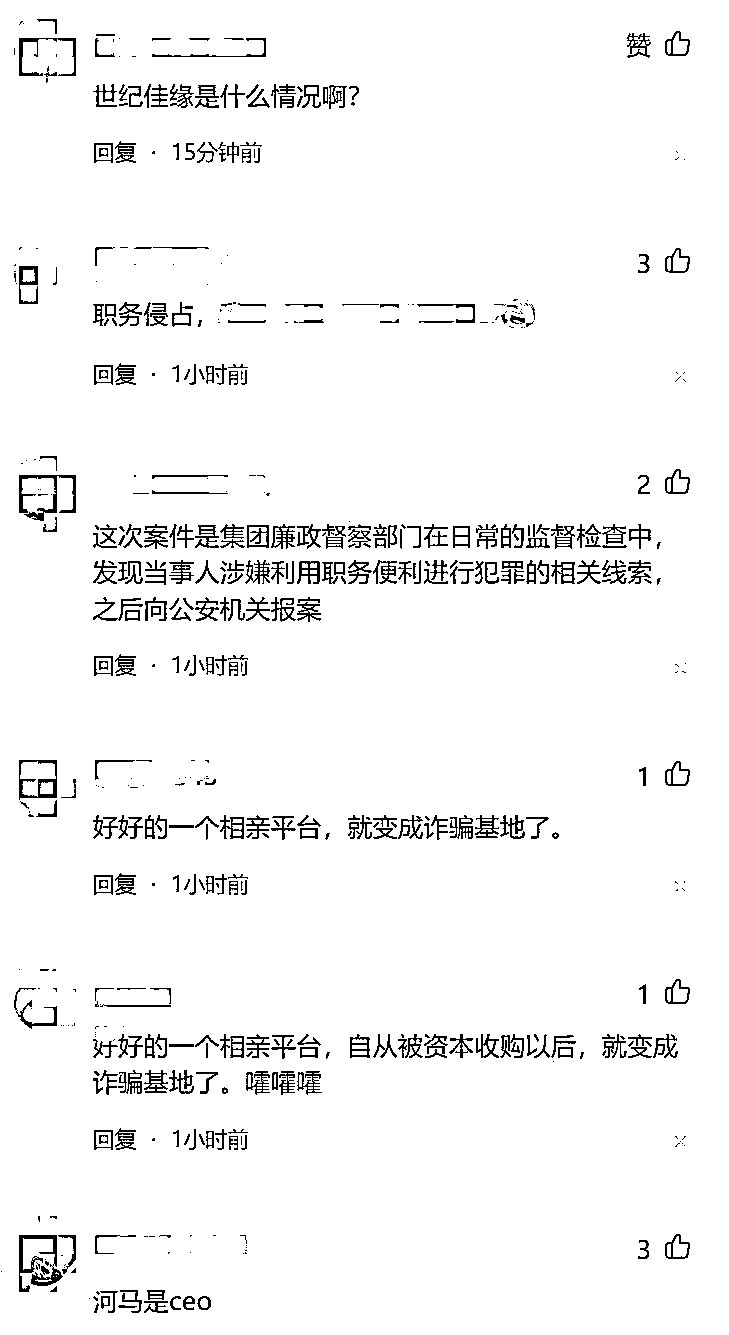 赞
世纪佳缘是什么情况啊？
回复 · 15分钟前
3
职务侵占，
回复 · 1小时前
2
这次案件是集团廉政督察部门在日常的监督检查中，
发现当事人涉嫌利用职务便利进行犯罪的相关线索，
之后向公安机关报案
回复 · 1小时前
1
好好的一个相亲平台，就变成诈骗基地了。
回复 · 1小时前
1
好好的一个相亲平台，自从被资本收购以后，就变成
诈骗基地了。嚯嚯嚯
回复 · 1小时前
3
河马是ceo